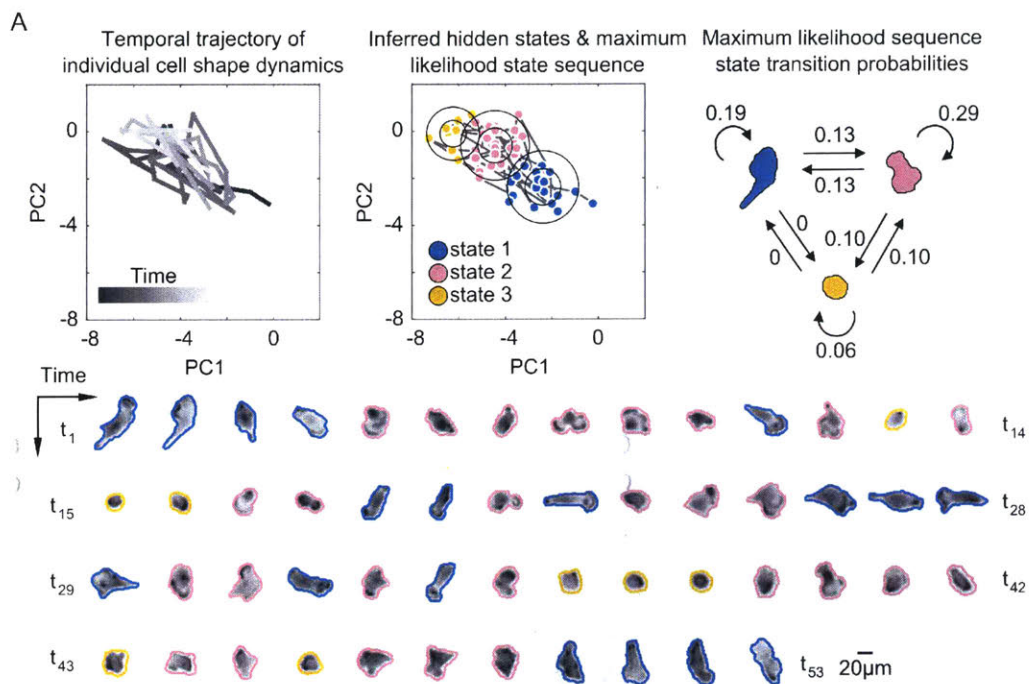 A
Temporal trajectory of
individual cell shape dynamics
Inferred hidden states & maximum
likelihood state sequence
Maximum likelihood sequence
state transition probabilities
PC2
0
-4
-8
Time
-8
-4
0
PC1
PC2
0
-4
-8
state 1
state 2
state 3
-8
-4
0
PC1
0.19
0.13
0.13
0.29
0
0
0.10
0.10
0.06
Time
t1
t14
t15
t28
t29
t42
t43
t53
20µm